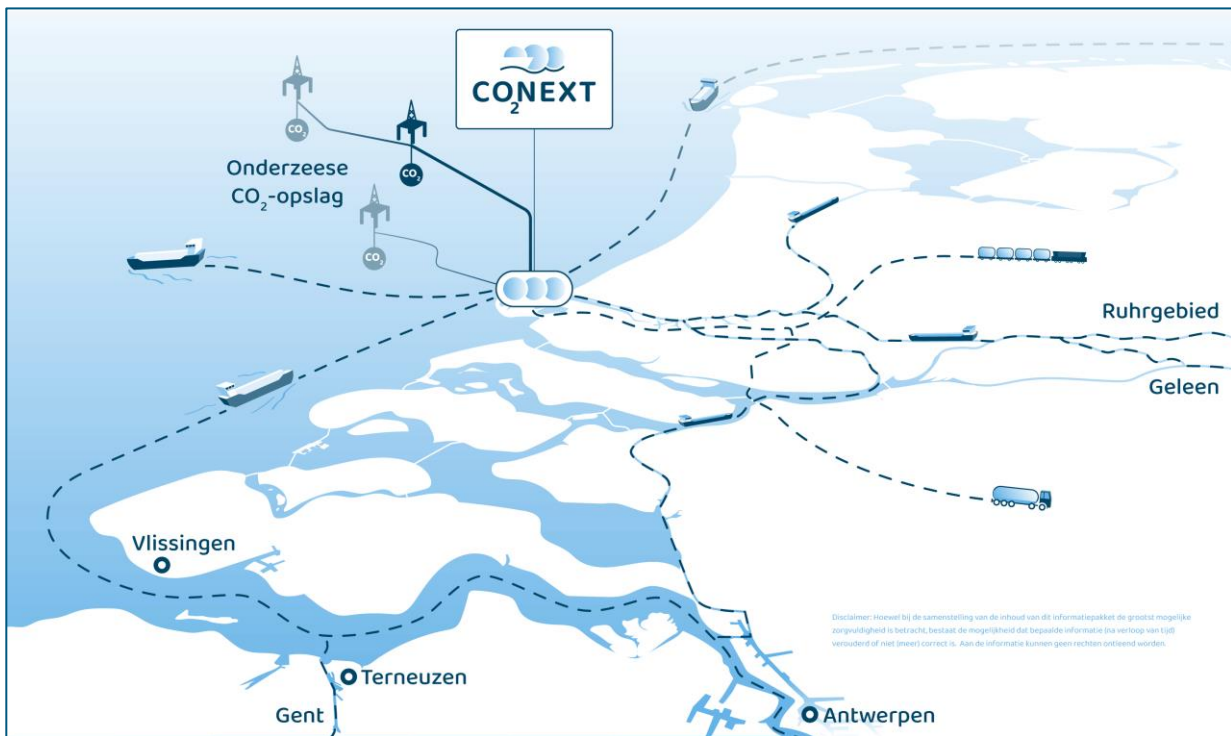 CO₂NEXT
CO₂
CO₂
Onderzeese
CO₂-opslag
CO₂
Ruhrgebied
Geleen
Vlissingen
Disclaimer: Hoewel bij de samenstelling van de inhoud van dit informatiepakket de grootst mogelijke
zorgvuldigheid is betracht, bestaat de mogelijkheid dat bepaalde informatie (na verloop van tijd)
verouderd of niet (meer) correct is. Aan de informatie kunnen geen rechten ontleend worden.
Terneuzen
Gent
Antwerpen